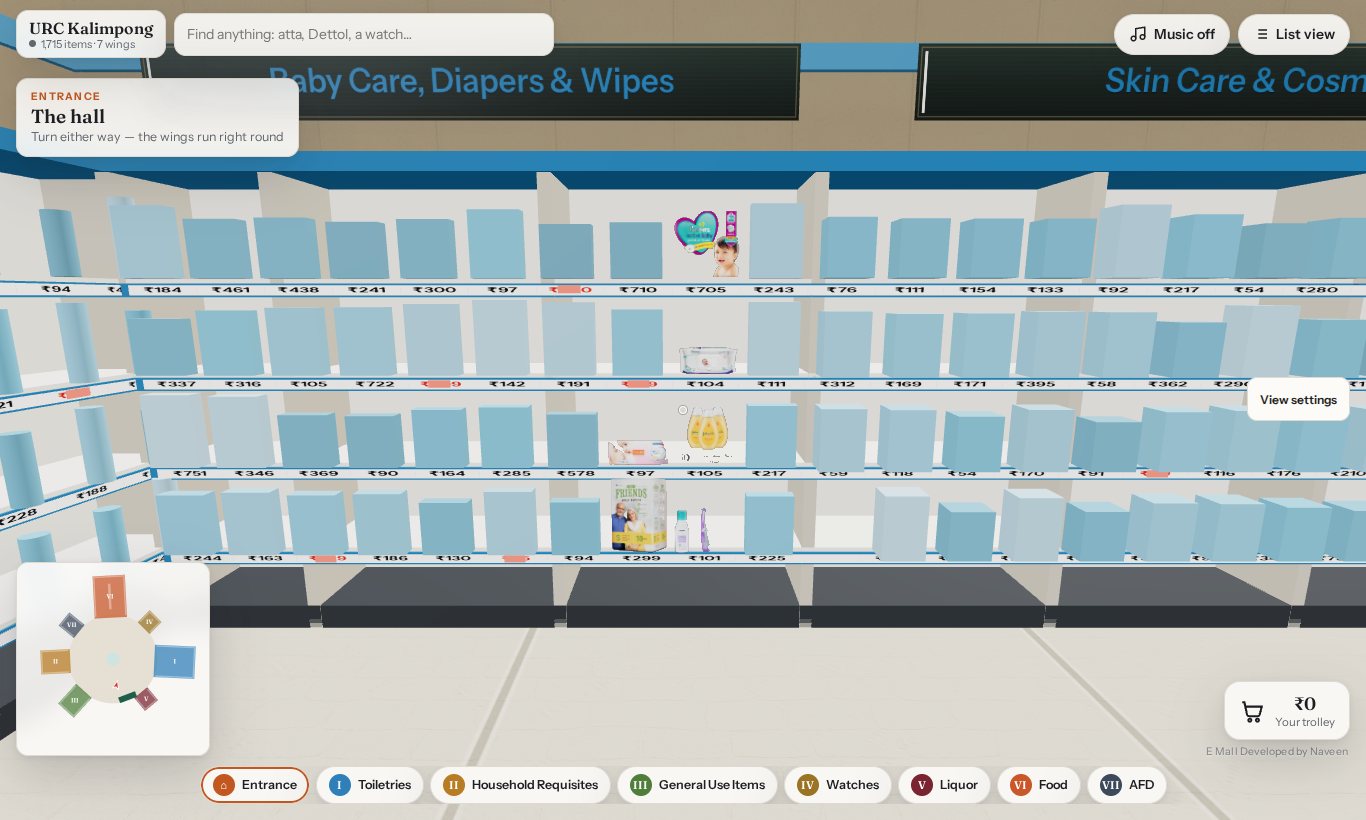 URC Kalimpong
1,715 items · 7 wings
Find anything: atta, Dettol, a watch...
Music off
List view
Baby Care, Diapers & Wipes
Skin Care & Cosm
ENTRANCE
The hall
Turn either way — the wings run right round
₹94 ₹184 ₹461 ₹438 ₹241 ₹300 ₹97 ₹710 ₹705 ₹243 ₹76 ₹111 ₹154 ₹133 ₹92 ₹217 ₹54 ₹280
₹337 ₹316 ₹105 ₹722 ₹142 ₹191 ₹104 ₹111 ₹312 ₹169 ₹171 ₹395 ₹58 ₹362
View settings
₹751 ₹346 ₹369 ₹90 ₹164 ₹285 ₹578 ₹97 ₹105 ₹217
₹188
₹228
FRIENDS
₹244 ₹163 ₹186 ₹130 ₹94 ₹299 ₹101 ₹225
VI
VII
IV
II
I
III
V
₹0
Your trolley
E Mall Developed by Naveen
Entrance
I Toiletries
II Household Requisites
III General Use Items
IV Watches
V Liquor
VI Food
VII AFD